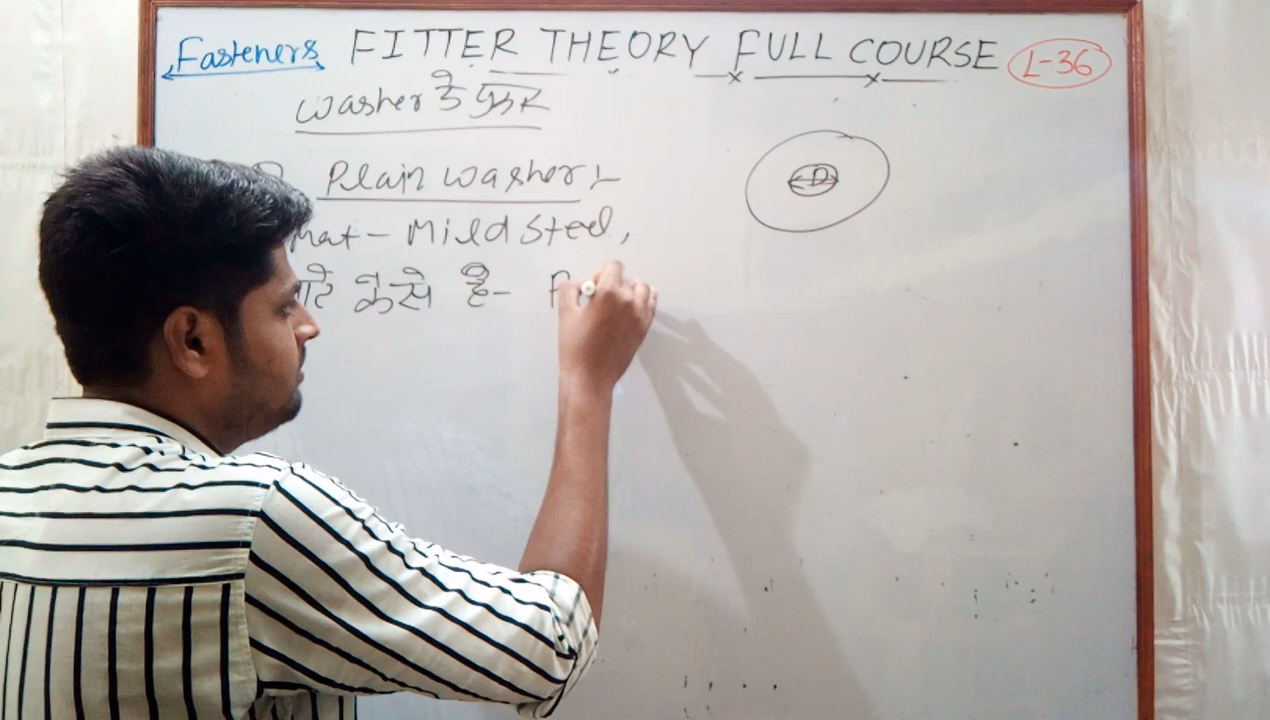 Fasteners FITTER THEORY FULL COURSE L-36
washer के प्रकार
Plain washer :-
mat - Mild Steel,
है-
D